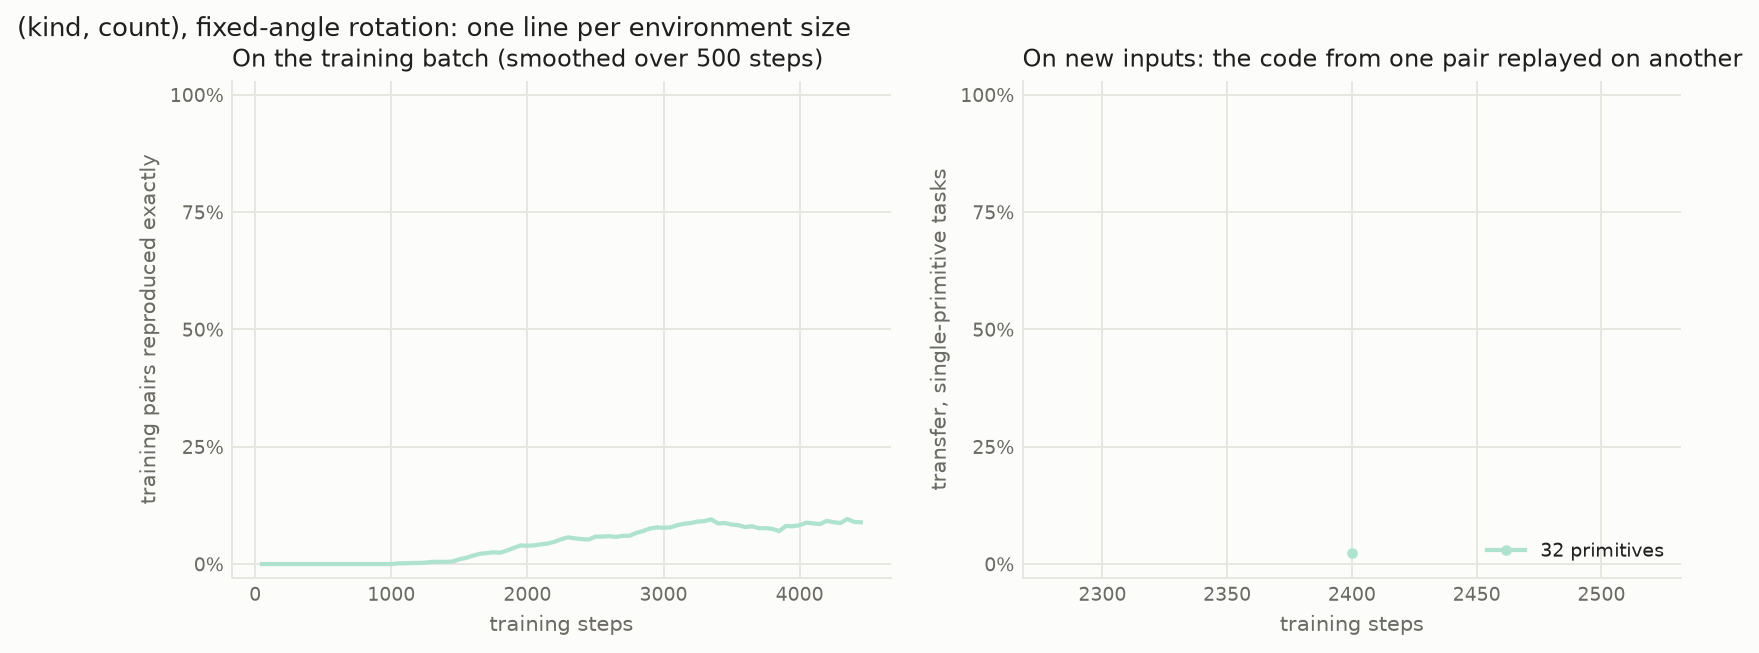 (kind, count), fixed-angle rotation: one line per environment size
On the training batch (smoothed over 500 steps)
training pairs reproduced exactly
100%
75%
50%
25%
0%
0
1000
2000
3000
4000
training steps
On new inputs: the code from one pair replayed on another
transfer, single-primitive tasks
100%
75%
50%
25%
0%
32 primitives
2300
2350
2400
2450
2500
training steps